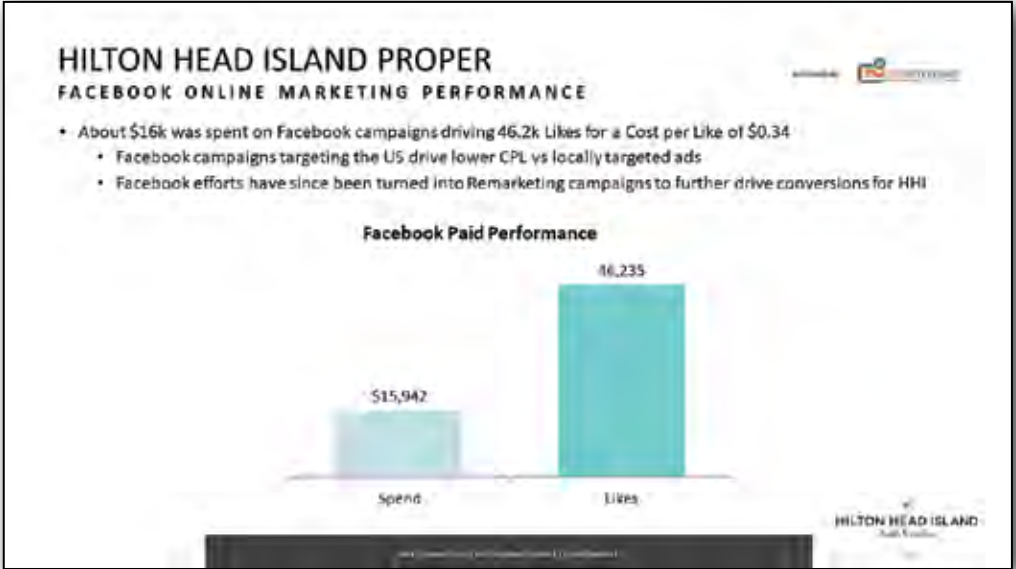 HILTON HEAD ISLAND PROPER
FACEBOOK ONLINE MARKETING PERFORMANCE
• About $16k was spent on Facebook campaigns driving 46.2k Likes for a Cost per Like of $0.34
• Facebook campaigns targeting the US drive lower CPL vs locally targeted ads
• Facebook efforts have since been turned into Remarketing campaigns to further drive conversions for HHI
Facebook Paid Performance
46,235
$15,942
Spend
Likes
HILTON HEAD ISLAND